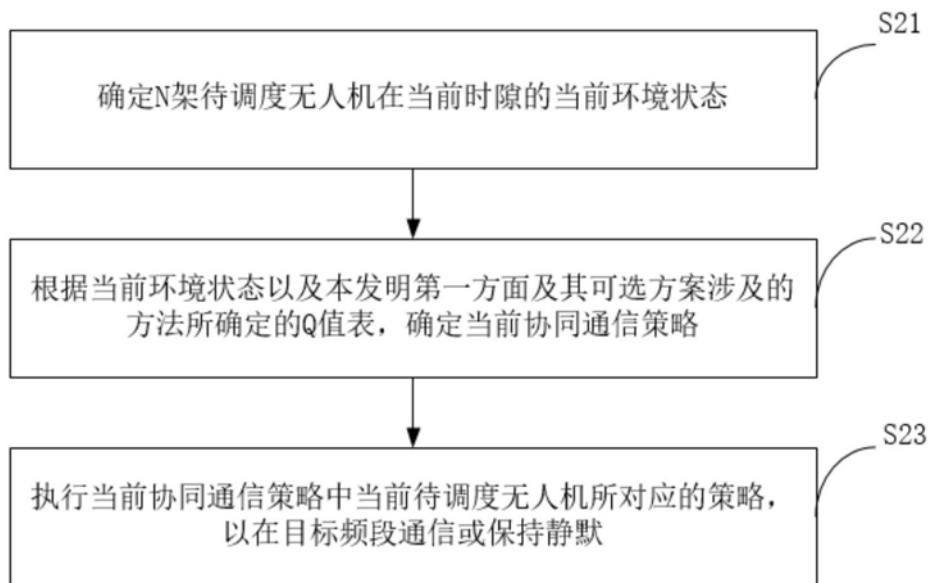 S21
确定N架待调度无人机在当前时隙的当前环境状态
S22
根据当前环境状态以及本发明第一方面及其可选方案涉及的
方法所确定的Q值表，确定当前协同通信策略
S23
执行当前协同通信策略中当前待调度无人机所对应的策略，
以在目标频段通信或保持静默